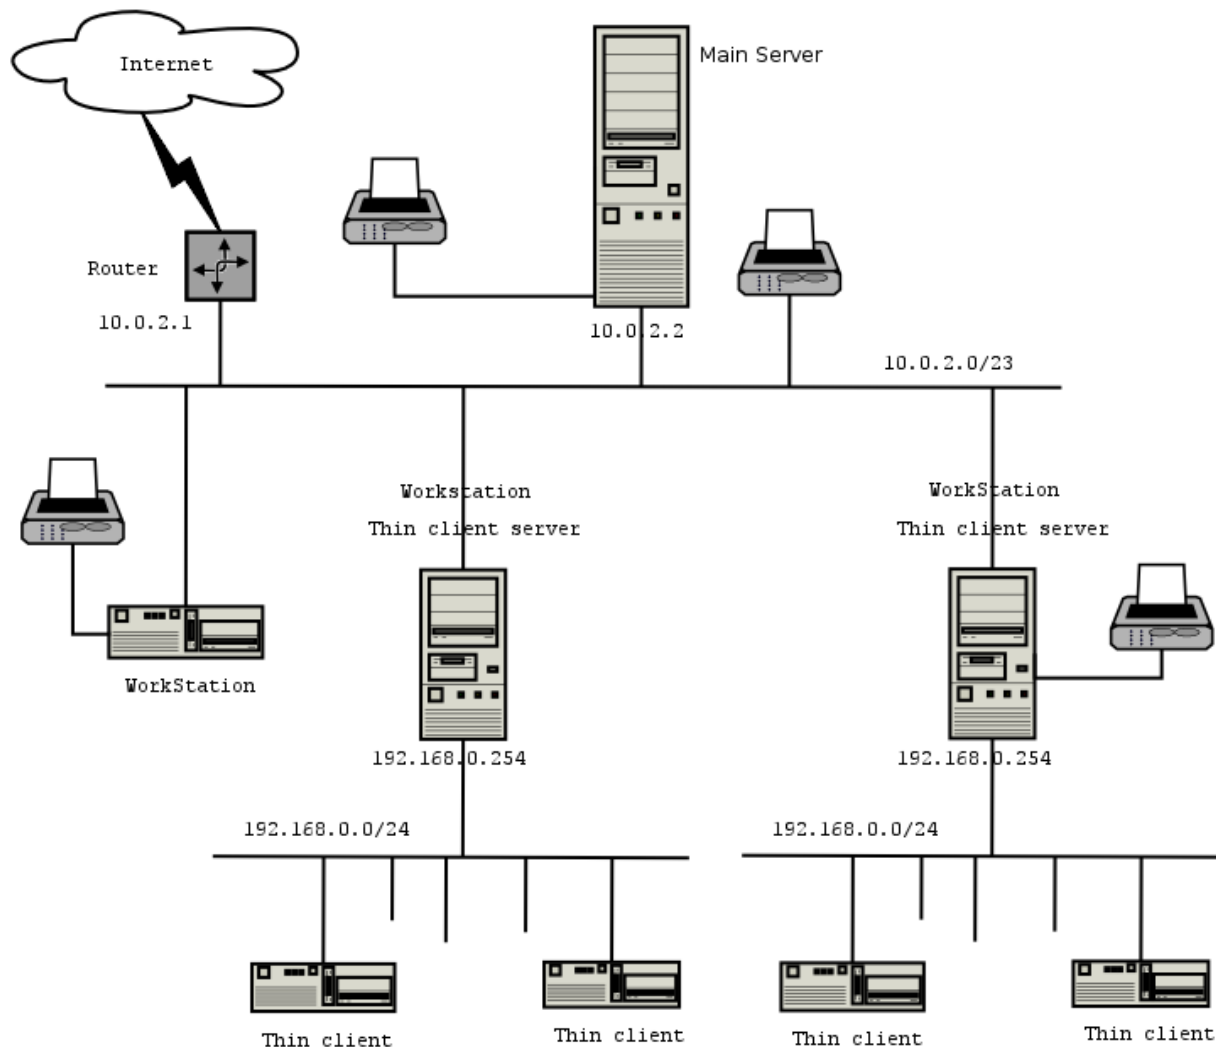 Internet
Main Server
Router
10.0.2.1
10.0.2.2
10.0.2.0/23
Workstation
Thin client server
WorkStation
Thin client server
WorkStation
192.168.0.254
192.168.0.254
192.168.0.0/24
192.168.0.0/24
Thin client
Thin client
Thin client
Thin client